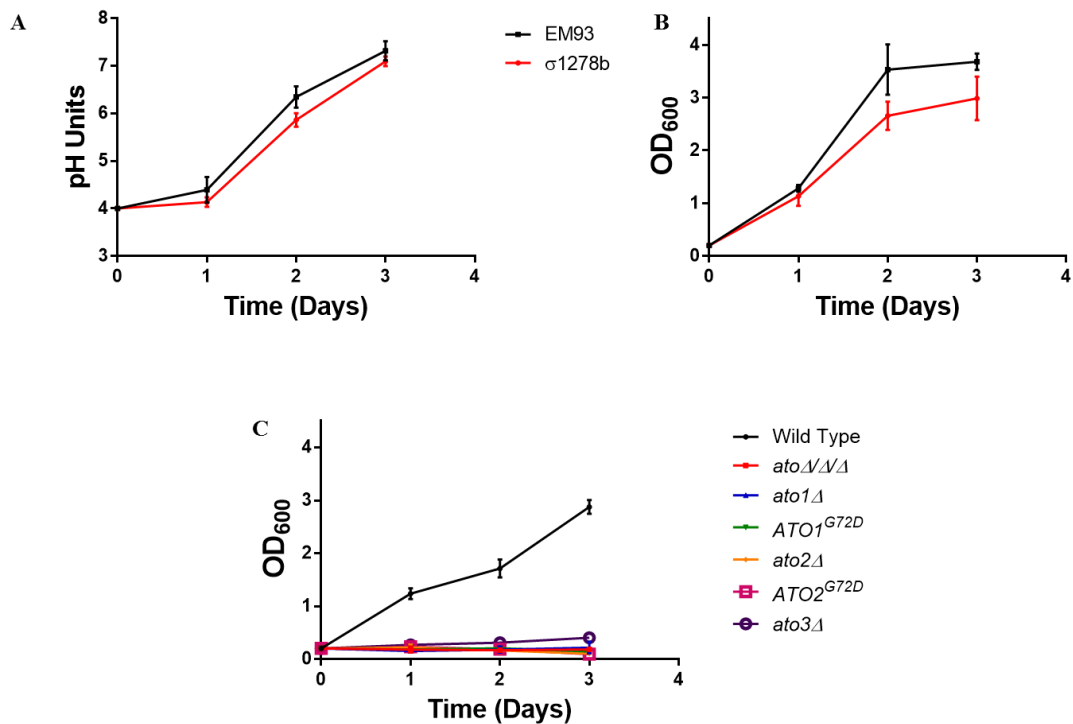 A
pH Units
8
7
6
5
4
3
0 1 2 3 4
Time (Days)
EM93
σ1278b
B
OD600
4
3
2
1
0
0 1 2 3 4
Time (Days)
C
OD600
4
3
2
1
0
0 1 2 3 4
Time (Days)
Wild Type
atoΔ/Δ/Δ
ato1Δ
ATO1G72D
ato2Δ
ATO2G72D
ato3Δ